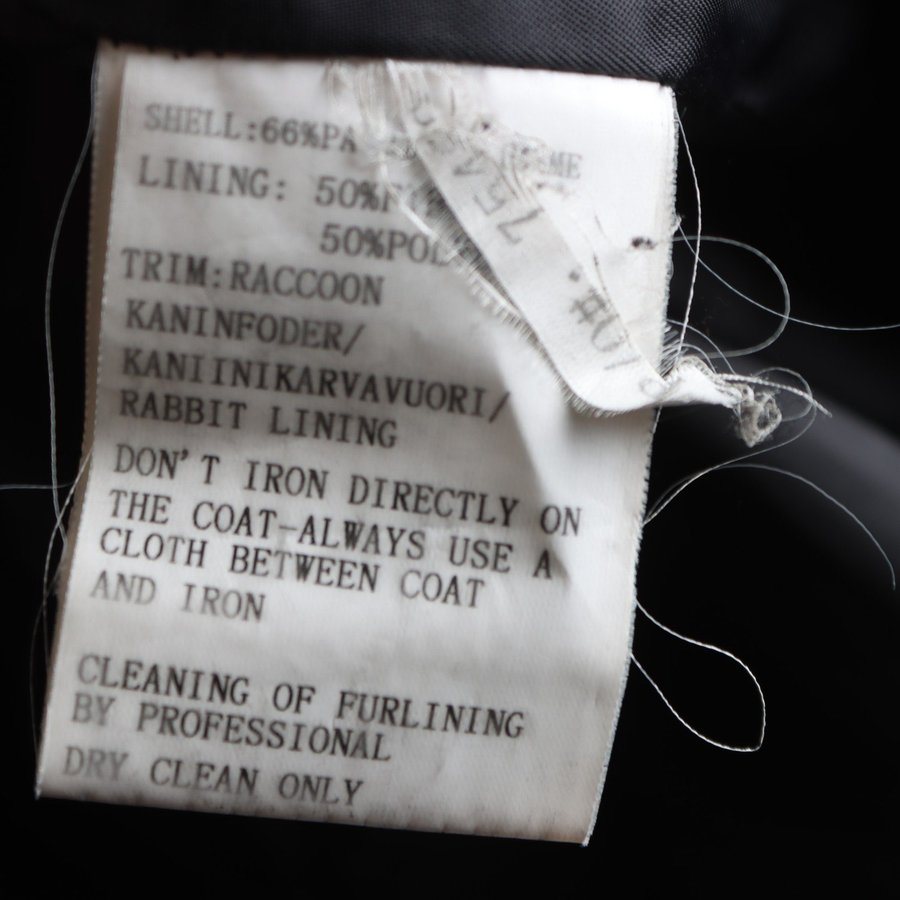 SHELL:66%PA
LINING: 50%
50%PO
TRIM:RACCOON
KANINFODER/
KANIINIKARVAVUORI/
RABBIT LINING
DON'T IRON DIRECTLY ON
THE COAT-ALWAYS USE A
CLOTH BETWEEN COAT
AND IRON
CLEANING OF FURLINING
BY PROFESSIONAL
DRY CLEAN ONLY